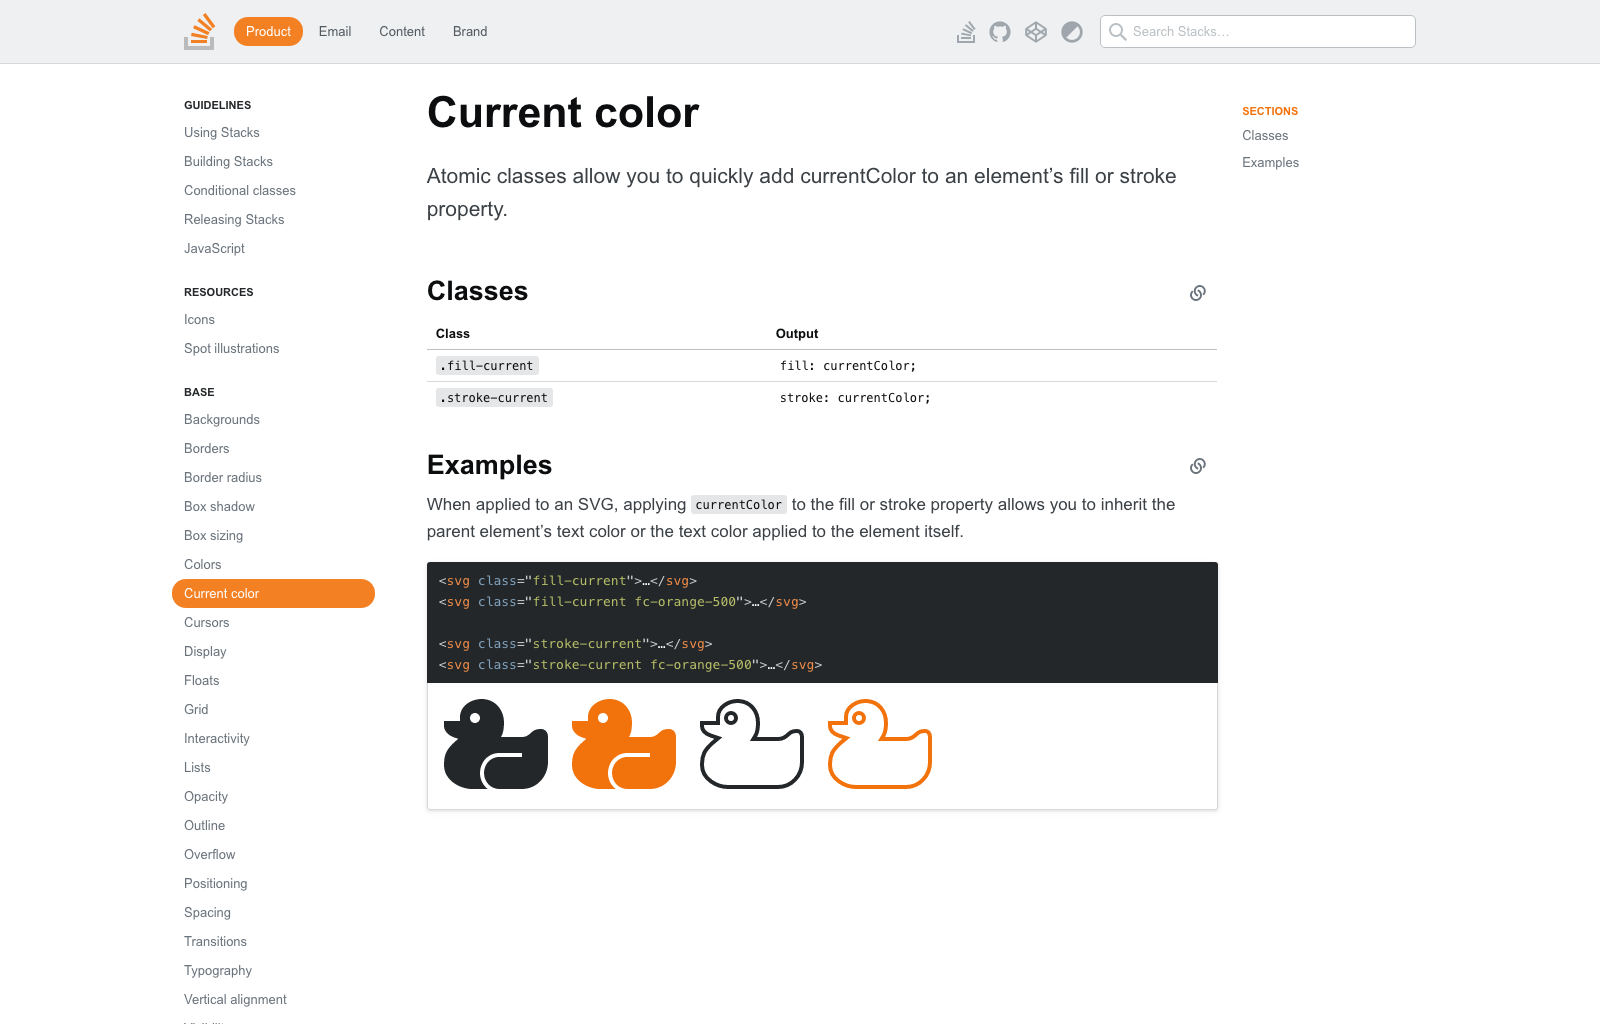 Product
Email
Content
Brand
Search Stacks…
GUIDELINES
Using Stacks
Building Stacks
Conditional classes
Releasing Stacks
JavaScript
RESOURCES
Icons
Spot illustrations
BASE
Backgrounds
Borders
Border radius
Box shadow
Box sizing
Colors
Current color
Cursors
Display
Floats
Grid
Interactivity
Lists
Opacity
Outline
Overflow
Positioning
Spacing
Transitions
Typography
Vertical alignment
Current color
Atomic classes allow you to quickly add currentColor to an element’s fill or stroke
property.
Classes
Class Output
.fill-current fill: currentColor;
.stroke-current stroke: currentColor;
Examples
When applied to an SVG, applying currentColor to the fill or stroke property allows you to inherit the
parent element’s text color or the text color applied to the element itself.
<svg class="fill-current">…</svg>
<svg class="fill-current fc-orange-500">…</svg>
<svg class="stroke-current">…</svg>
<svg class="stroke-current fc-orange-500">…</svg>
SECTIONS
Classes
Examples